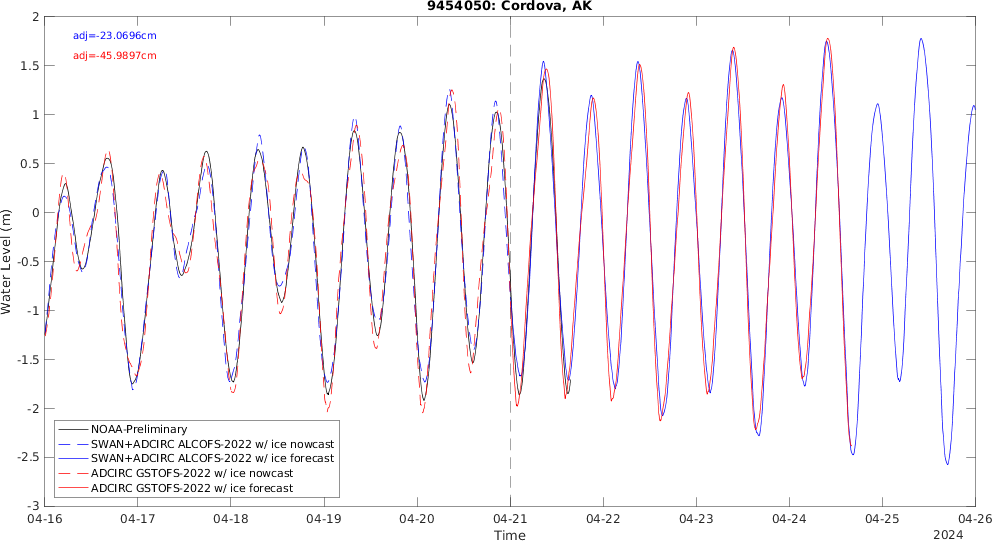 9454050: Cordova, AK
adj=-23.0696cm
adj=-45.9897cm
Water Level (m)
2
1.5
1
0.5
0
-0.5
-1
-1.5
-2
-2.5
-3
NOAA-Preliminary
SWAN+ADCIRC ALCOFS-2022 w/ ice nowcast
SWAN+ADCIRC ALCOFS-2022 w/ ice forecast
ADCIRC GSTOFS-2022 w/ ice nowcast
ADCIRC GSTOFS-2022 w/ ice forecast
04-16 04-17 04-18 04-19 04-20 04-21 04-22 04-23 04-24 04-25 04-26
Time
2024